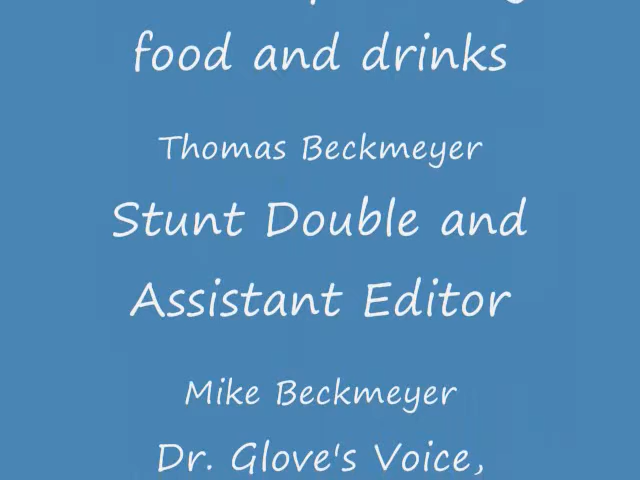 food and drinks
Thomas Beckmeyer
Stunt Double and
Assistant Editor
Mike Beckmeyer
Dr. Glove's Voice,